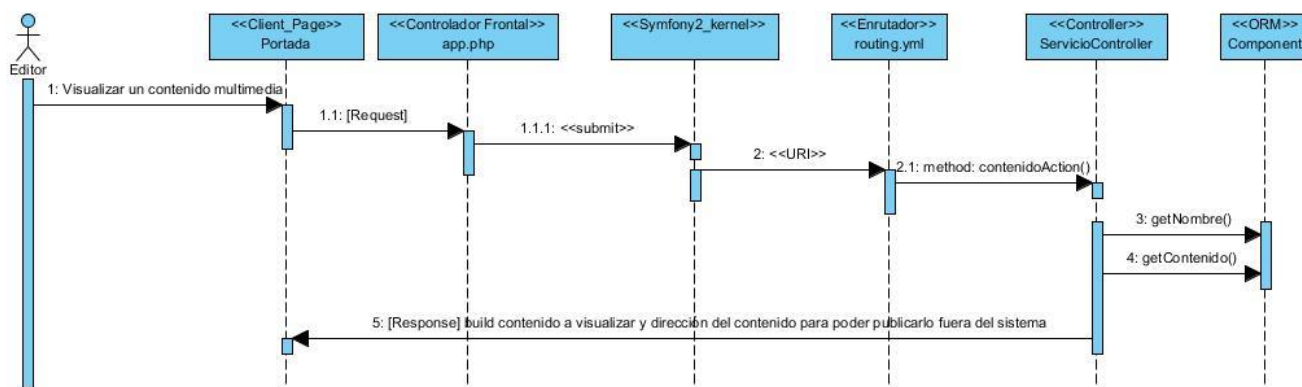 <<Client_Page>>
Portada
<<Controlador Frontal>>
app.php
<<Symfony2_kernel>>
<<Enrutador>>
routing.yml
<<Controller>>
ServicioController
<<ORM>>
Component
Editor
1: Visualizar un contenido multimedia
1.1: [Request]
1.1.1: <<submit>>
2: <<URI>>
2.1: method: contenidoAction()
3: getNombre()
4: getContenido()
5: [Response] build contenido a visualizar y dirección del contenido para poder publicarlo fuera del sistema